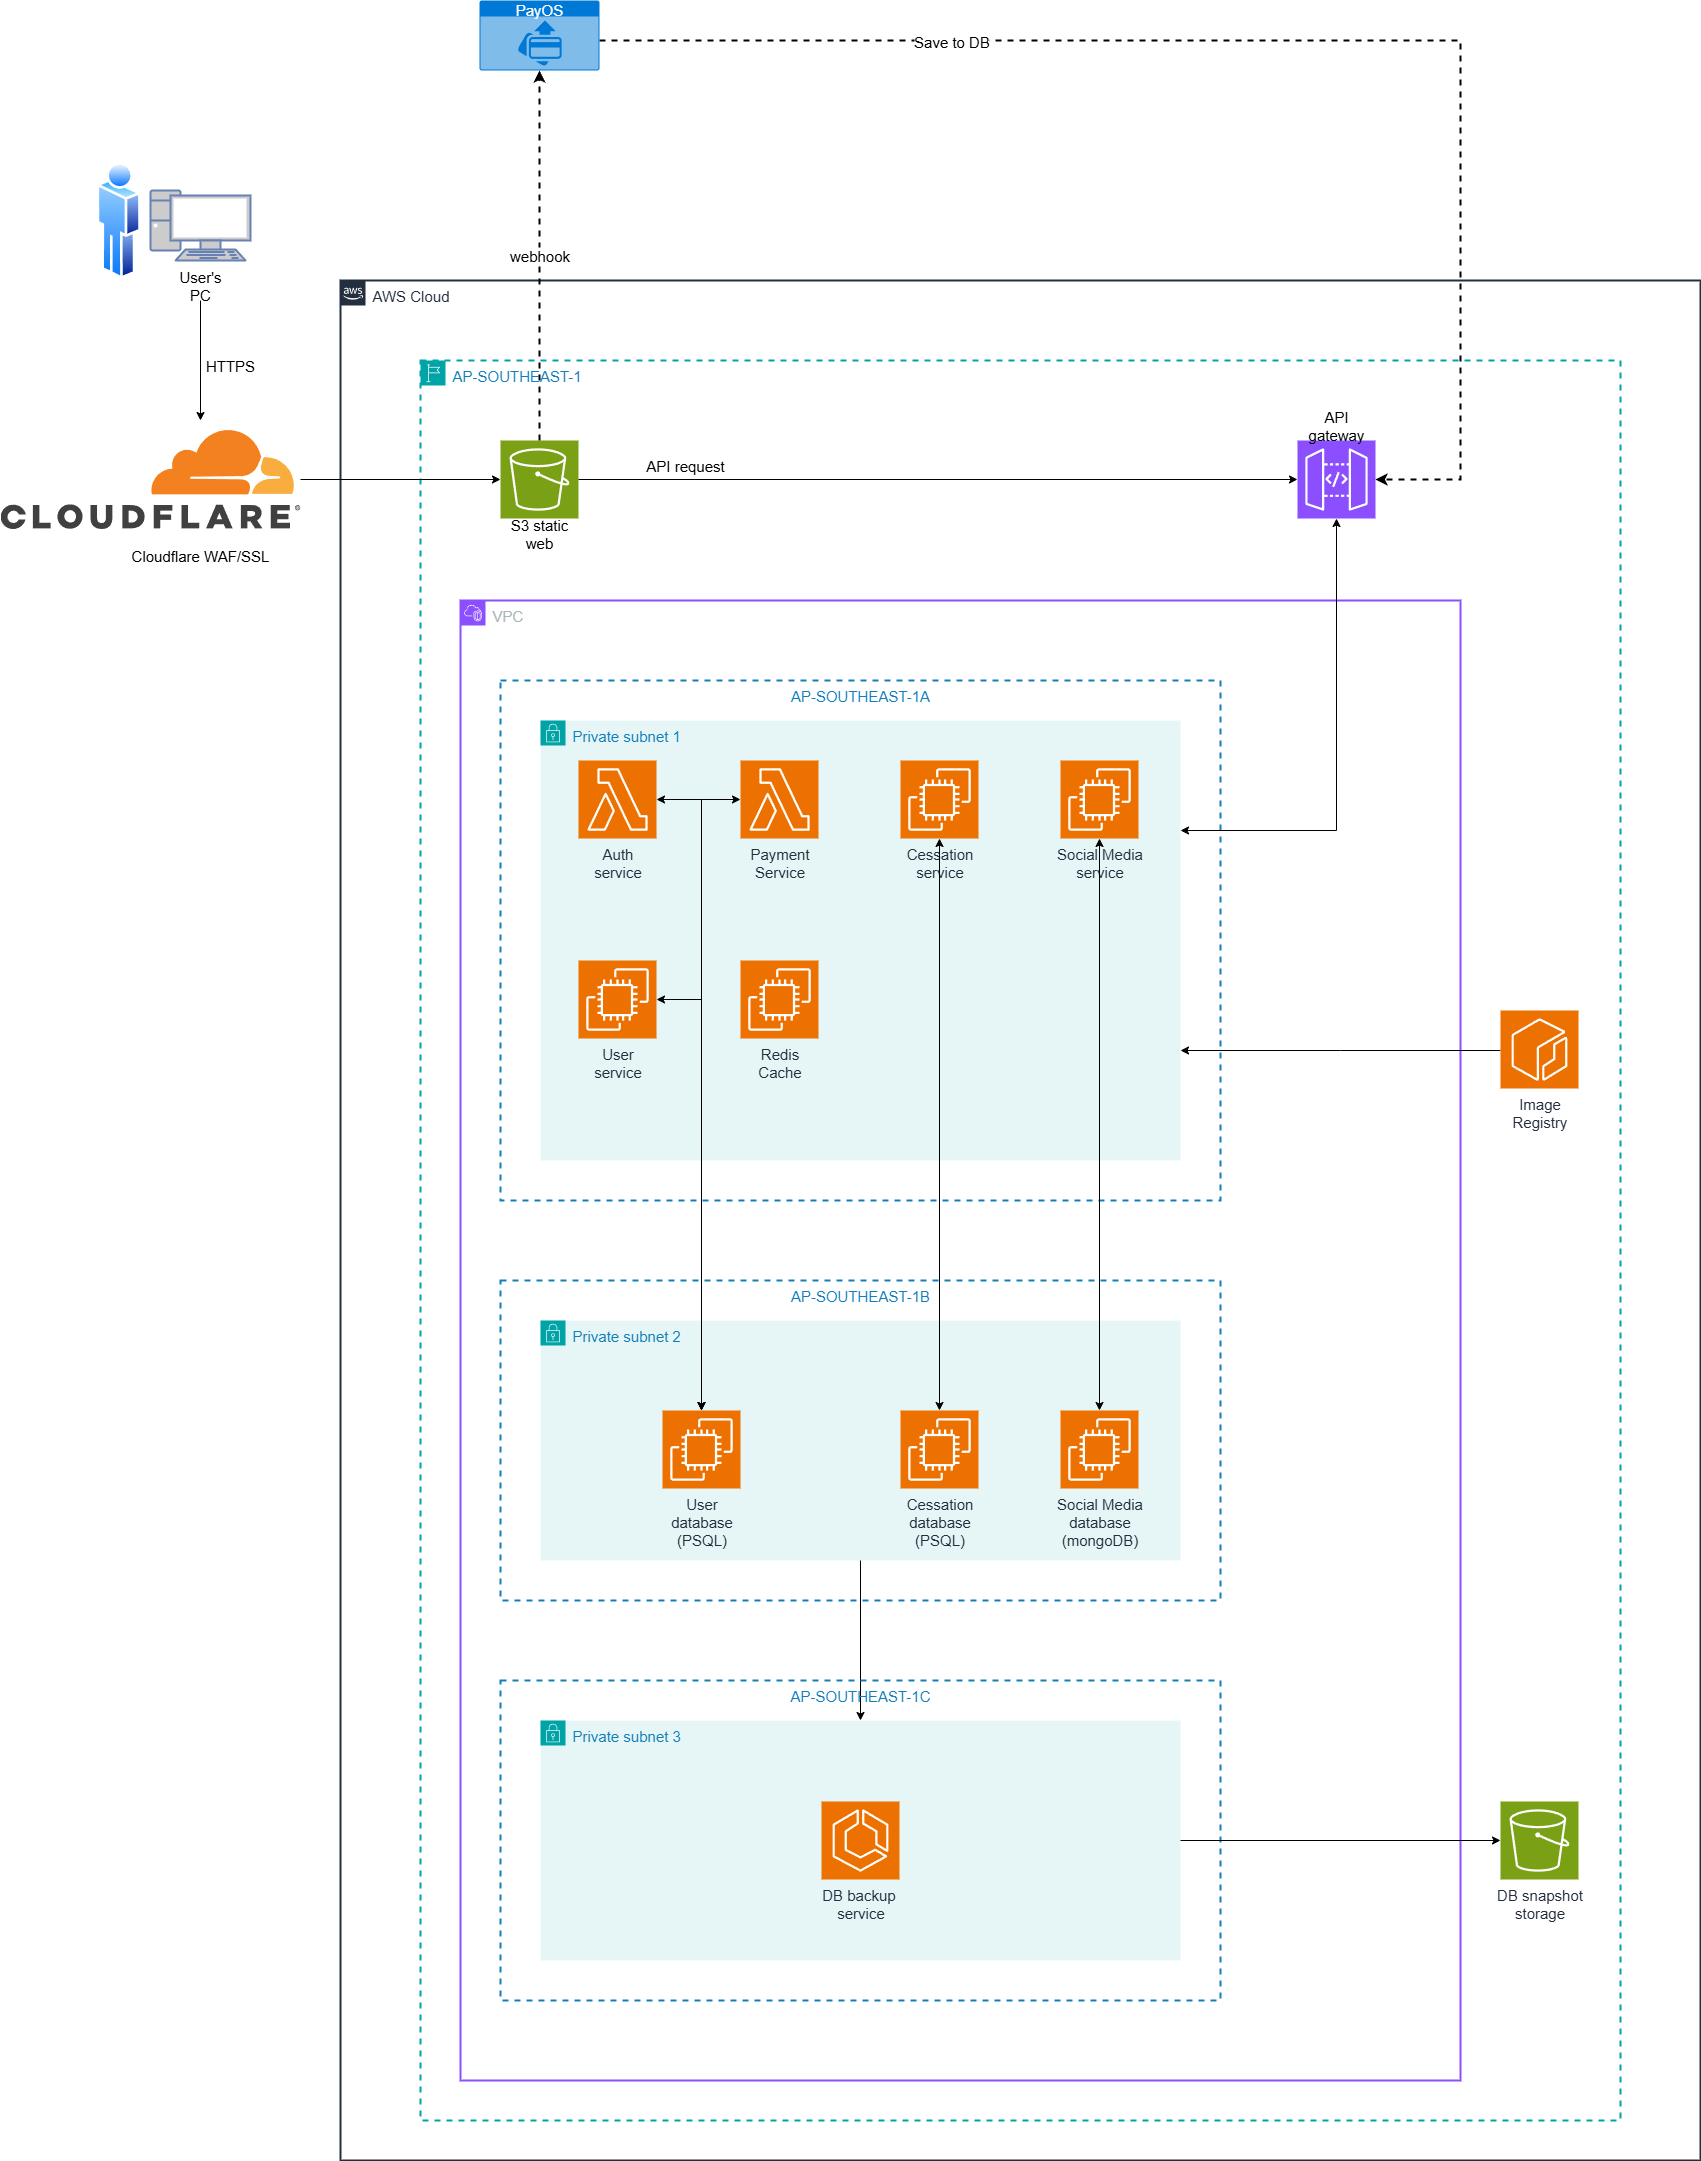 PayOS
Save to DB
webhook
User's
PC
aws
AWS Cloud
HTTPS
AP-SOUTHEAST-1
CLOUDFLARE®
Cloudflare WAF/SSL
API request
S3 static
web
API
gateway
VPC
AP-SOUTHEAST-1A
Private subnet 1
Auth
service
Payment
Service
Cessation
service
Social Media
service
User
service
Redis
Cache
Image
Registry
AP-SOUTHEAST-1B
Private subnet 2
User
database
(PSQL)
Cessation
database
(PSQL)
Social Media
database
(mongoDB)
AP-SOUTHEAST-1C
Private subnet 3
DB backup
service
DB snapshot
storage